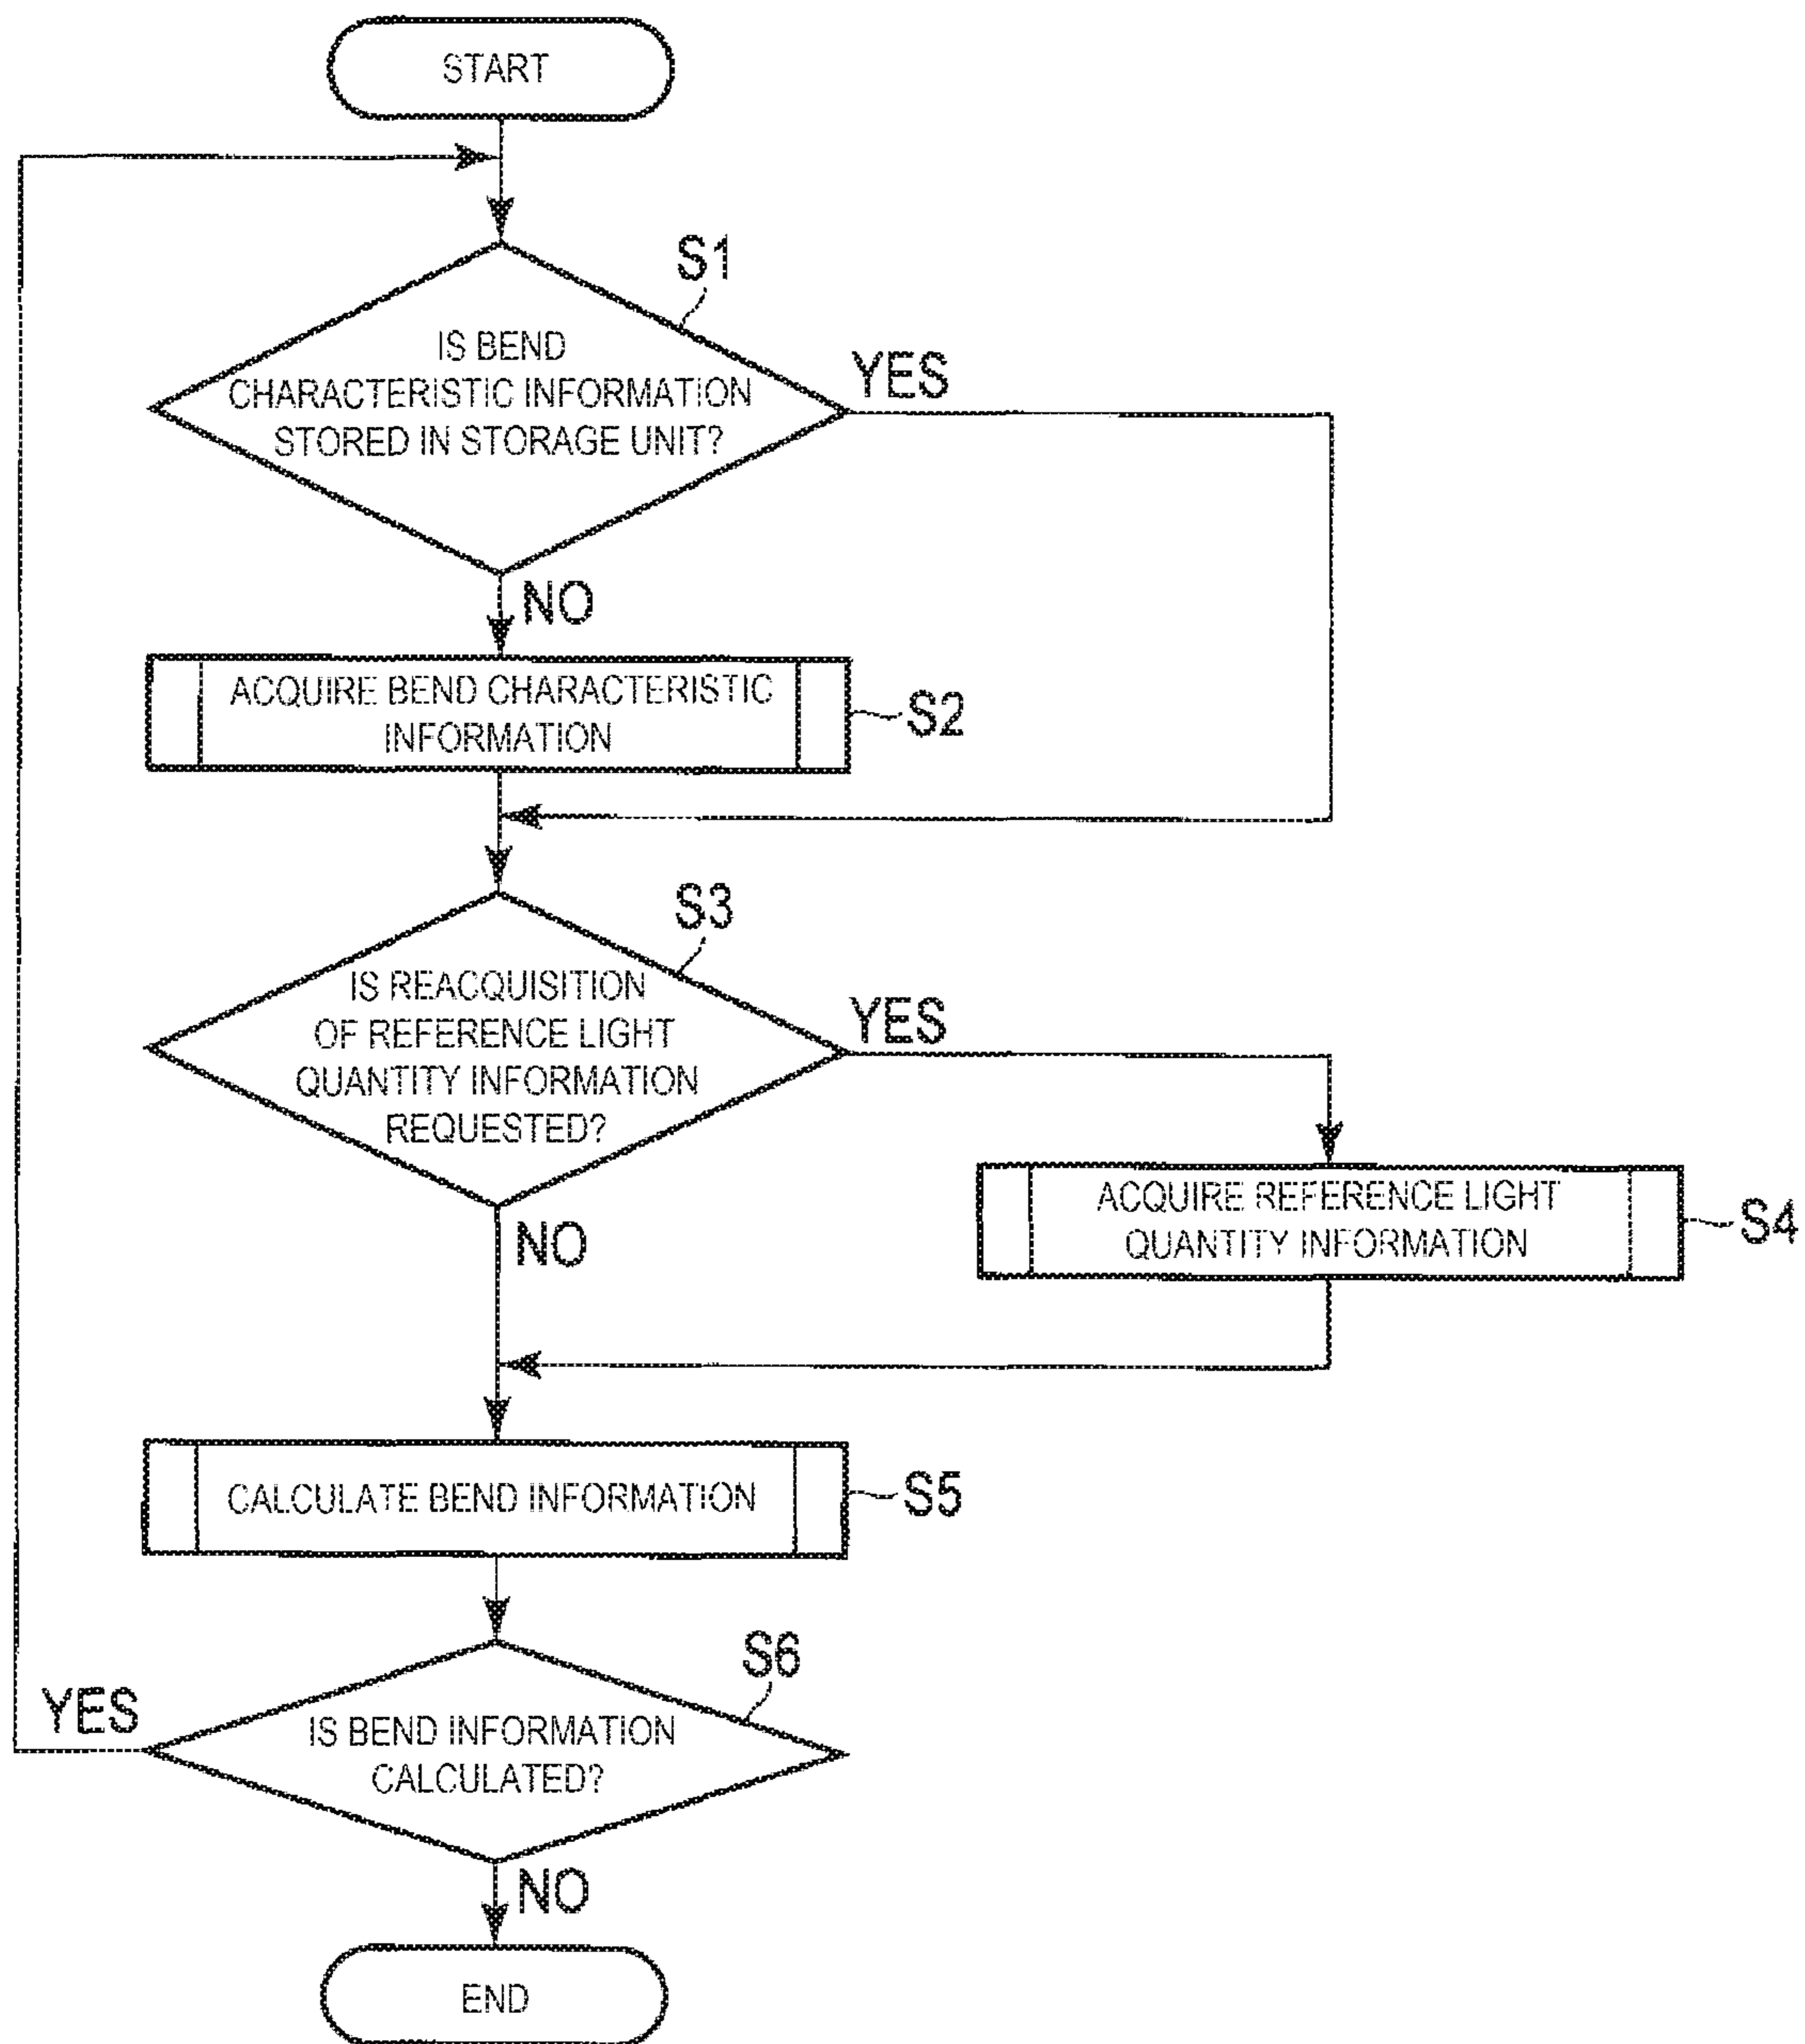 START
S1
IS BEND
CHARACTERISTIC INFORMATION
STORED IN STORAGE UNIT?
YES
NO
ACQUIRE BEND CHARACTERISTIC
INFORMATION
S2
S3
IS REACQUISITION
OF REFERENCE LIGHT
QUANTITY INFORMATION
REQUESTED?
YES
NO
ACQUIRE REFERENCE LIGHT
QUANTITY INFORMATION
S4
CALCULATE BEND INFORMATION
S5
S6
YES
IS BEND INFORMATION
CALCULATED?
NO
END